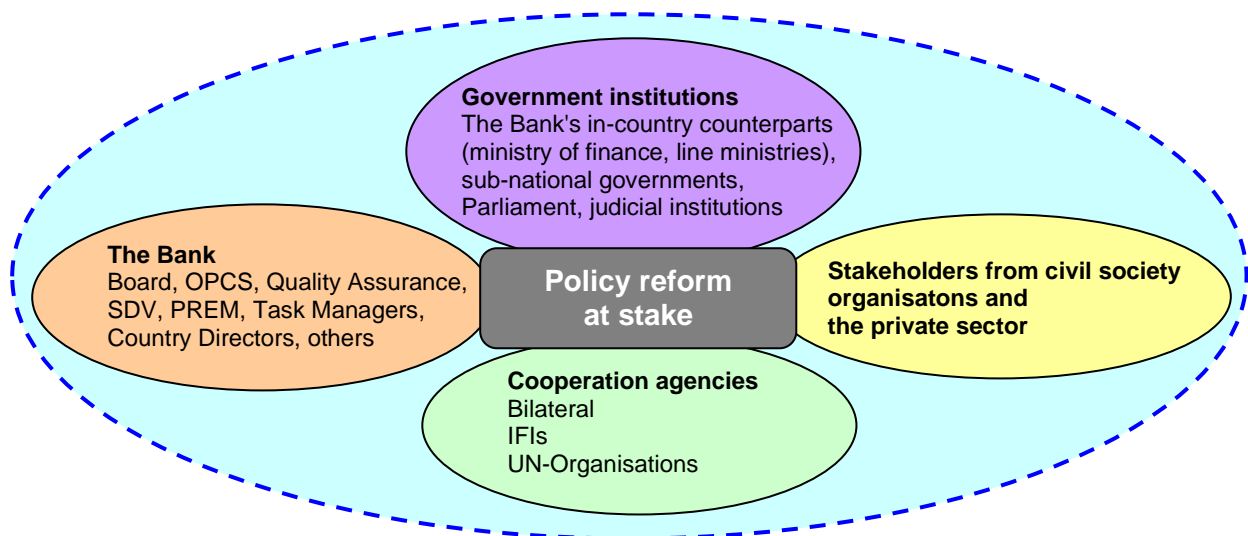 Government institutions
The Bank's in-country counterparts
(ministry of finance, line ministries),
sub-national governments,
Parliament, judicial institutions
The Bank
Board, OPCS, Quality Assurance,
SDV, PREM, Task Managers,
Country Directors, others
Policy reform
at stake
Stakeholders from civil society
organisatons and
the private sector
Cooperation agencies
Bilateral
IFIs
UN-Organisations